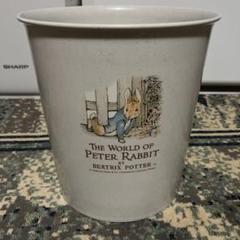 SHARP
THE WORLD OF
PETER RABBIT
BY
BEATRIX POTTER